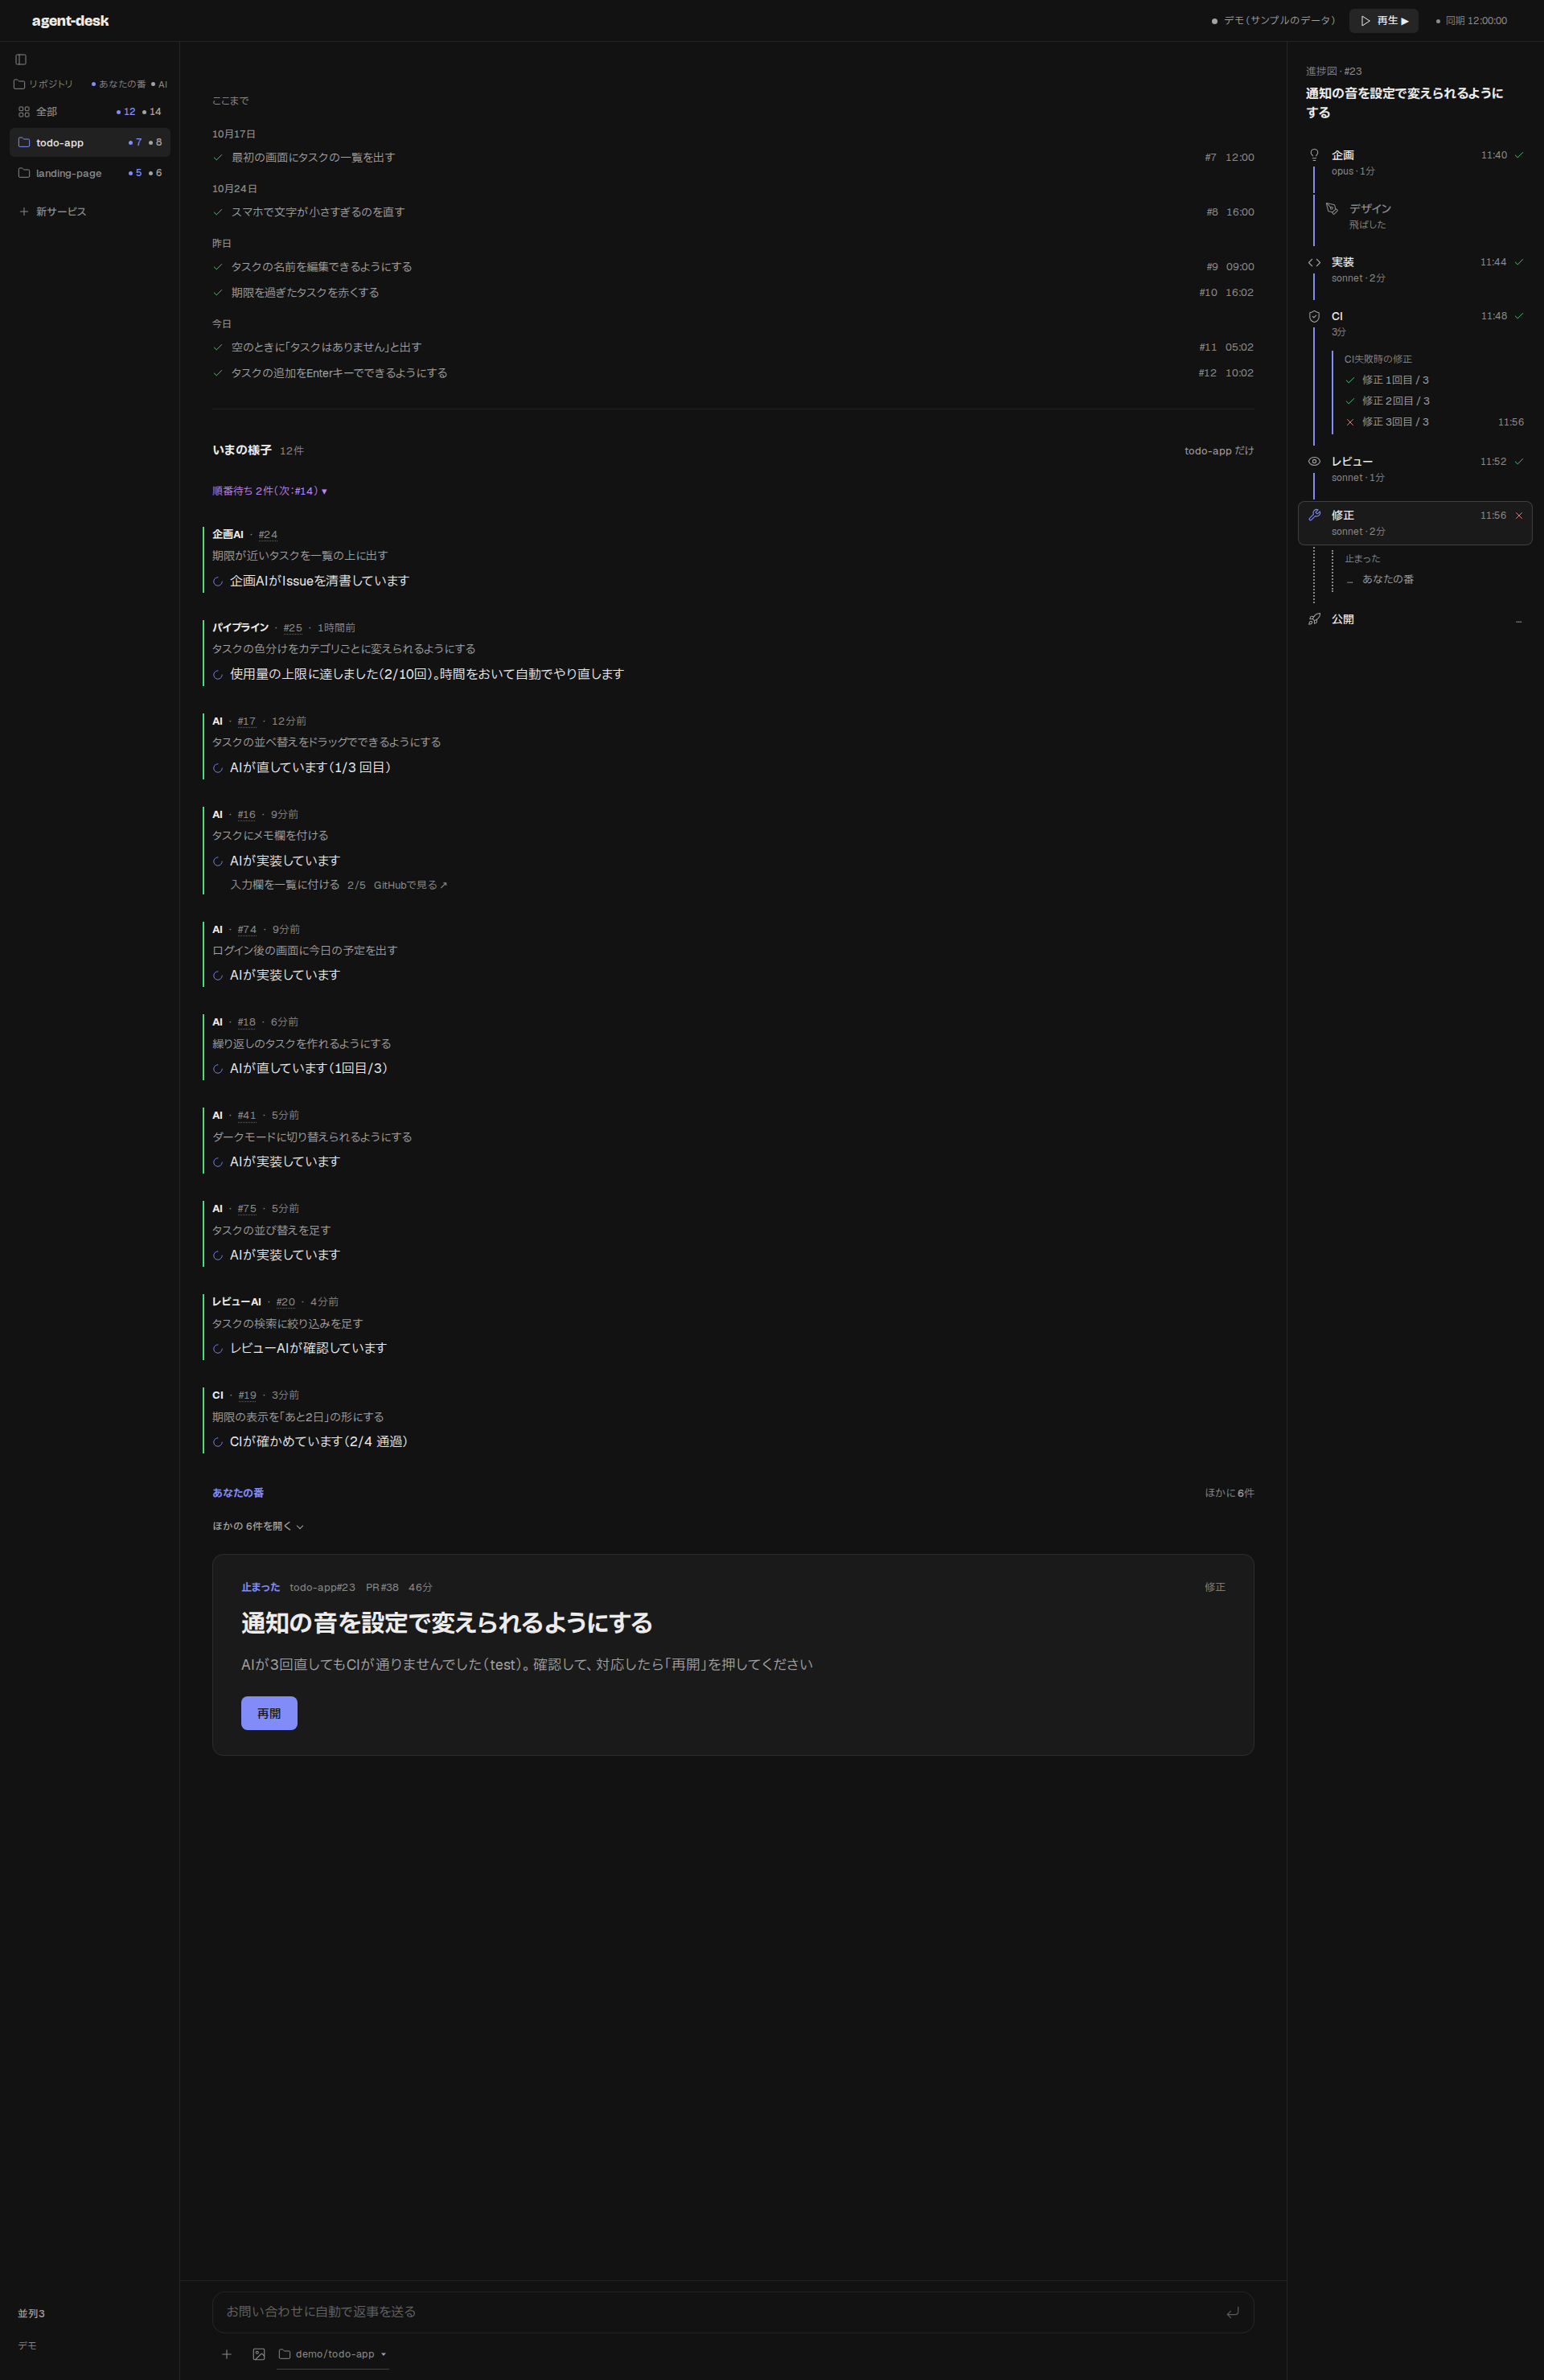 agent-desk
デモ（サンプルのデータ）
再生 ▶
同期 12:00:00
リポジトリ
あなたの番
AI
全部
12
14
todo-app
7
8
landing-page
5
6
新サービス
並列3
デモ
ここまで
10月17日
最初の画面にタスクの一覧を出す
#7 12:00
10月24日
スマホで文字が小さすぎるのを直す
#8 16:00
昨日
タスクの名前を編集できるようにする
#9 09:00
期限を過ぎたタスクを赤くする
#10 16:02
今日
空のときに「タスクはありません」と出す
#11 05:02
タスクの追加をEnterキーでできるようにする
#12 10:02
いまの様子 12件
todo-app だけ
順番待ち 2件（次：#14） ▾
企画AI · #24
期限が近いタスクを一覧の上に出す
企画AIがIssueを清書しています
パイプライン · #25 · 1時間前
タスクの色分けをカテゴリごとに変えられるようにする
使用量の上限に達しました（2/10回）。時間をおいて自動でやり直します
AI · #17 · 12分前
タスクの並べ替えをドラッグでできるようにする
AIが直しています（1/3 回目）
AI · #16 · 9分前
タスクにメモ欄を付ける
AIが実装しています
入力欄を一覧に付ける 2/5 GitHubで見る ↗
AI · #74 · 9分前
ログイン後の画面に今日の予定を出す
AIが実装しています
AI · #18 · 6分前
繰り返しのタスクを作れるようにする
AIが直しています（1回目/3）
AI · #41 · 5分前
ダークモードに切り替えられるようにする
AIが実装しています
AI · #75 · 5分前
タスクの並び替えを足す
AIが実装しています
レビューAI · #20 · 4分前
タスクの検索に絞り込みを足す
レビューAIが確認しています
CI · #19 · 3分前
期限の表示を「あと2日」の形にする
CIが確かめています（2/4 通過）
あなたの番
ほかに 6件
ほかの 6件を開く
止まった todo-app#23 PR #38 46分
修正
通知の音を設定で変えられるようにする
AIが3回直してもCIが通りませんでした（test）。確認して、対応したら「再開」を押してください
再開
お問い合わせに自動で返事を送る
demo/todo-app ▾
進捗図 · #23
通知の音を設定で変えられるように
する
企画
11:40
opus · 1分
デザイン
飛ばした
実装
11:44
sonnet · 2分
CI
11:48
3分
CI失敗時の修正
修正 1回目 / 3
修正 2回目 / 3
修正 3回目 / 3
11:56
レビュー
11:52
sonnet · 1分
修正
11:56
sonnet · 2分
止まった
… あなたの番
公開
…